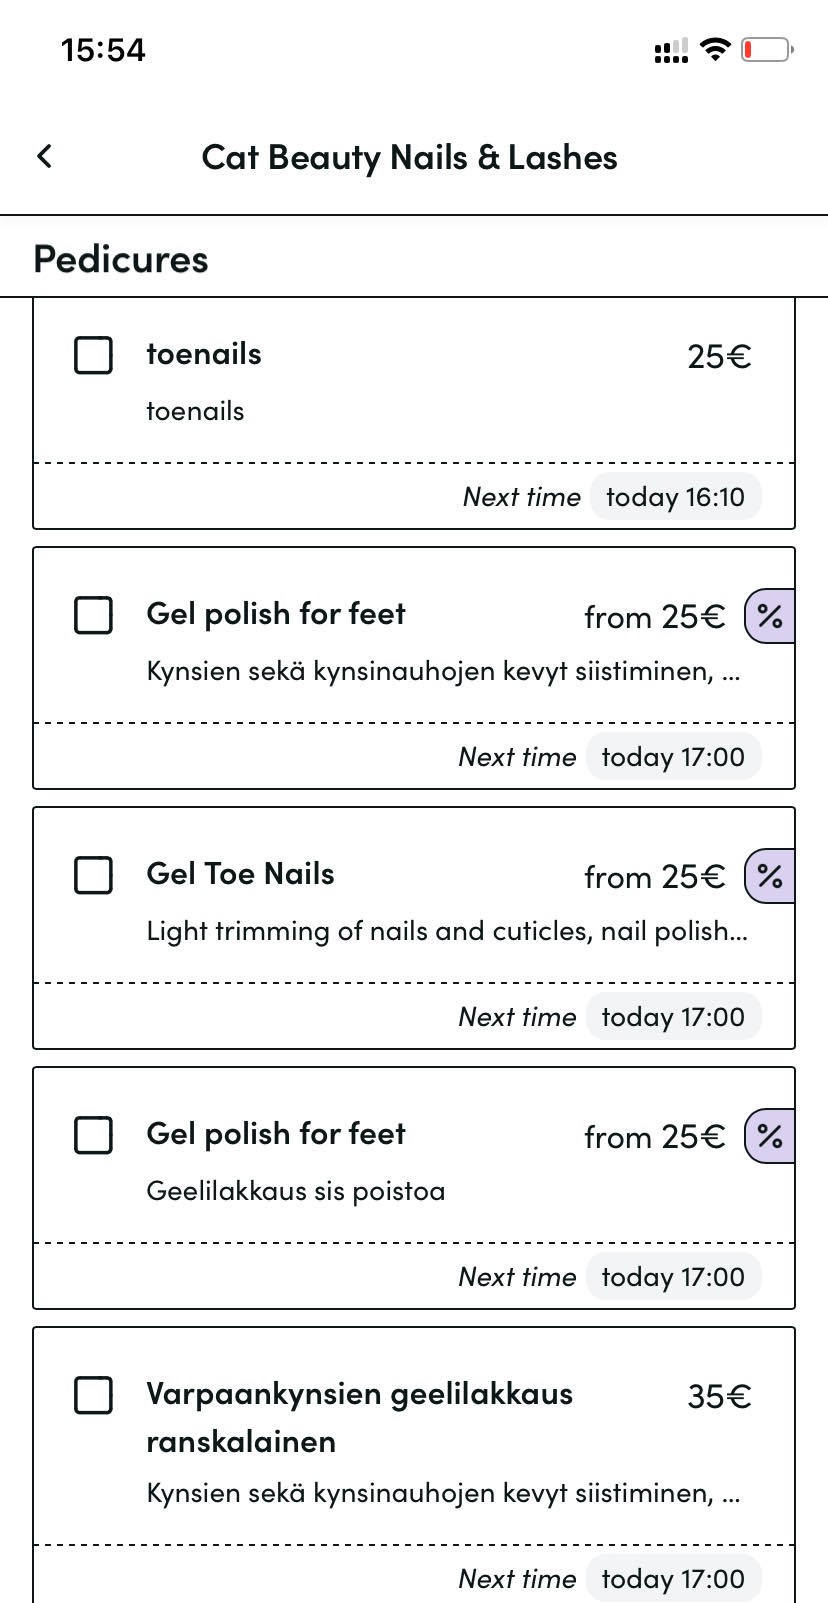 15:54
Cat Beauty Nails & Lashes
Pedicures
toenails 25€
toenails
Next time today 16:10
Gel polish for feet from 25€ %
Kynsien sekä kynsinauhojen kevyt siistiminen, ...
Next time today 17:00
Gel Toe Nails from 25€ %
Light trimming of nails and cuticles, nail polish...
Next time today 17:00
Gel polish for feet from 25€ %
Geelilakkaus sis poistoa
Next time today 17:00
Varpaankynsien geelilakkaus 35€
ranskalainen
Kynsien sekä kynsinauhojen kevyt siistiminen, ...
Next time today 17:00